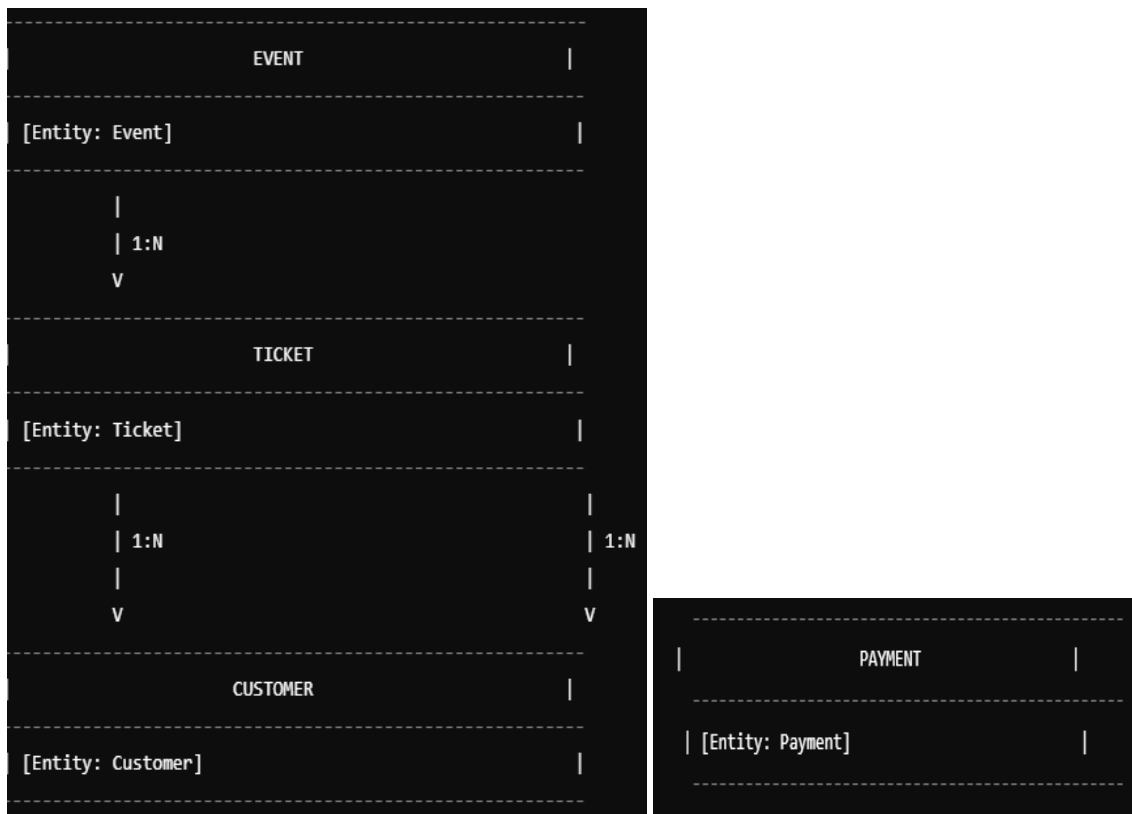 EVENT
[Entity: Event]
1:N
TICKET
[Entity: Ticket]
1:N 1:N
CUSTOMER
[Entity: Customer]
PAYMENT
[Entity: Payment]